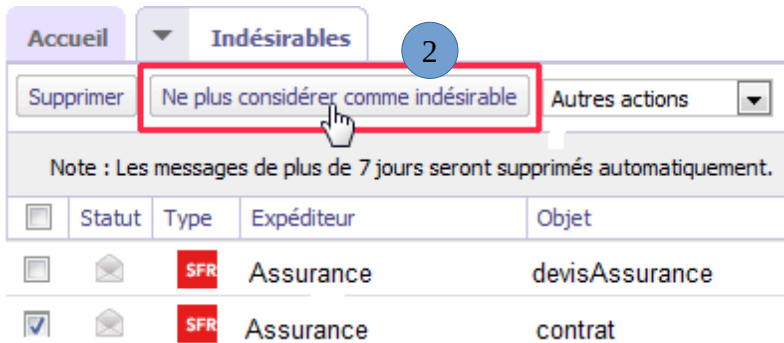 Accueil Indésirables
2
Supprimer Ne plus considérer comme indésirable Autres actions
Note : Les messages de plus de 7 jours seront supprimés automatiquement.
Statut Type Expéditeur Objet
SFR Assurance devisAssurance
SFR Assurance contrat